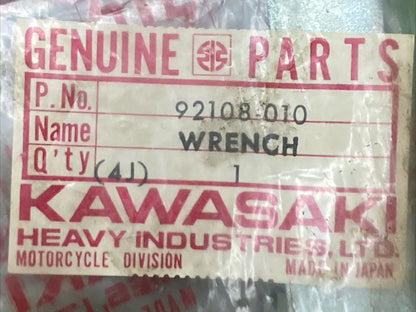 GENUINE PARTS
P. No. 92108-010
Name WRENCH
Q'ty (4J) 1
KAWASAKI
HEAVY INDUSTRIES, LTD.
MOTORCYCLE DIVISION MADE IN JAPAN